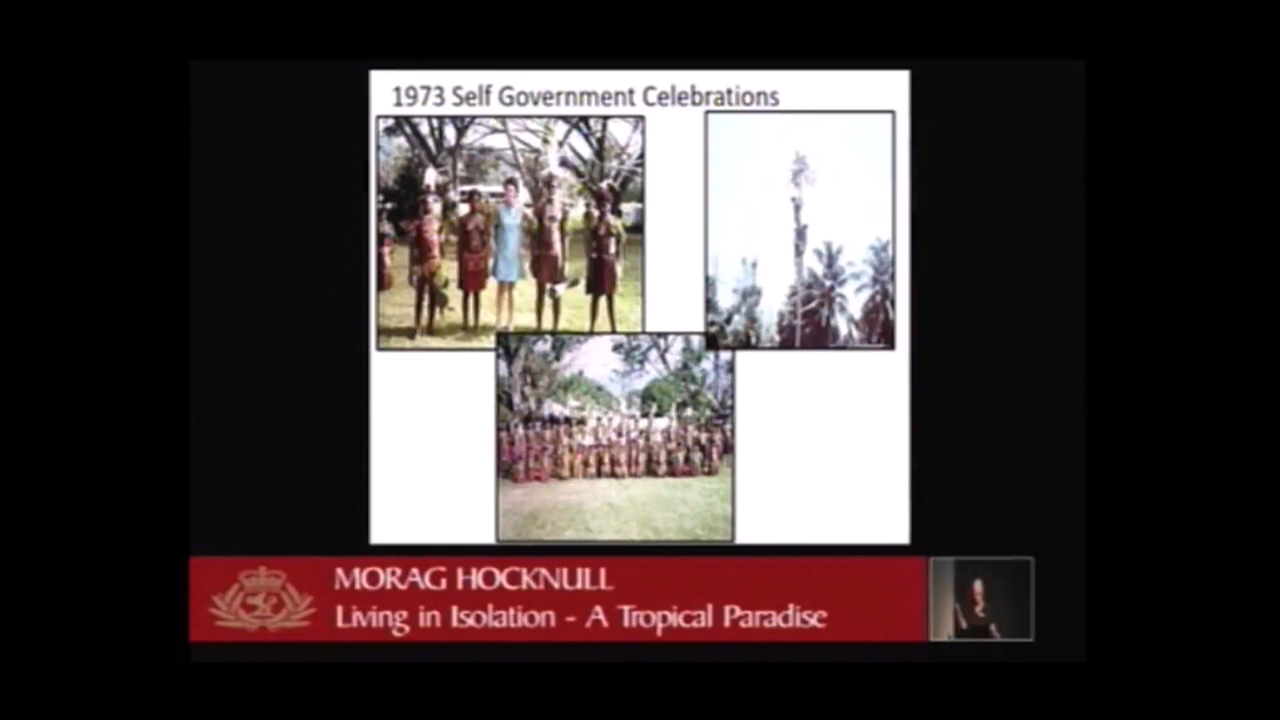 1973 Self Government Celebrations
MORAG HOCKNULL
Living in Isolation - A Tropical Paradise